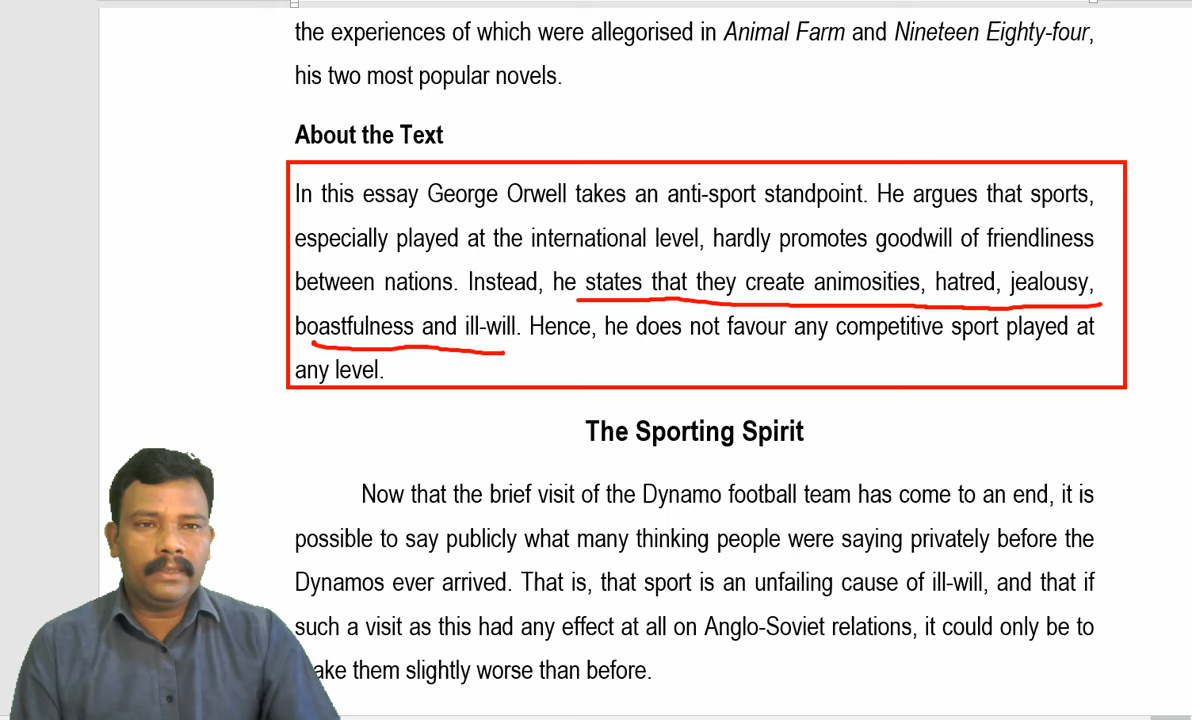 the experiences of which were allegorised in Animal Farm and Nineteen Eighty-four,
his two most popular novels.
About the Text
In this essay George Orwell takes an anti-sport standpoint. He argues that sports,
especially played at the international level, hardly promotes goodwill of friendliness
between nations. Instead, he states that they create animosities, hatred, jealousy,
boastfulness and ill-will. Hence, he does not favour any competitive sport played at
any level.
The Sporting Spirit
Now that the brief visit of the Dynamo football team has come to an end, it is
possible to say publicly what many thinking people were saying privately before the
Dynamos ever arrived. That is, that sport is an unfailing cause of ill-will, and that if
such a visit as this had any effect at all on Anglo-Soviet relations, it could only be to
them slightly worse than before.